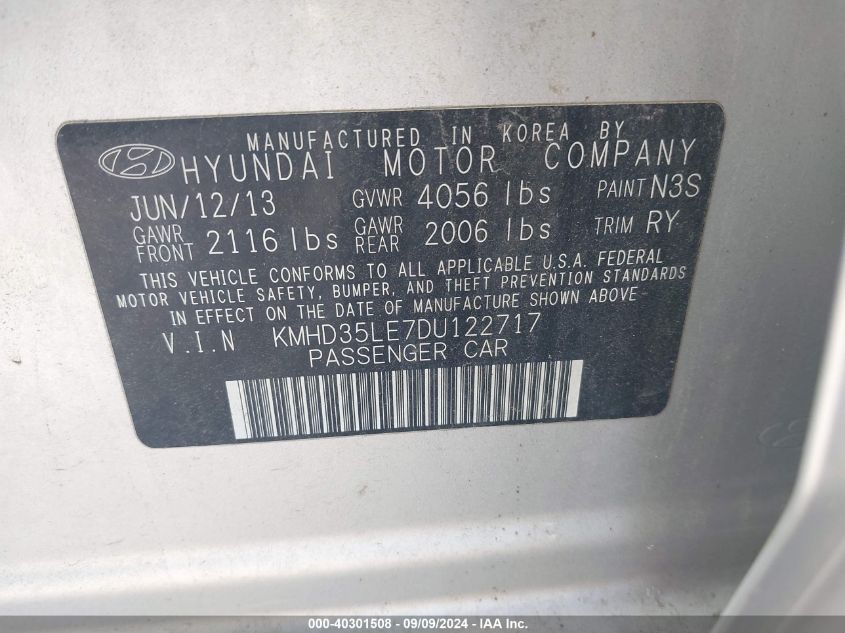 MANUFACTURED IN KOREA BY
HYUNDAI MOTOR COMPANY
JUN/12/13 GVWR 4056 lbs PAINT N3S
GAWR FRONT 2116 lbs GAWR REAR 2006 lbs TRIM RY
THIS VEHICLE CONFORMS TO ALL APPLICABLE U.S.A. FEDERAL
MOTOR VEHICLE SAFETY, BUMPER, AND THEFT PREVENTION STANDARDS
IN EFFECT ON THE DATE OF MANUFACTURE SHOWN ABOVE-
V.I.N KMHD35LE7DU122717
PASSENGER CAR
000-40301508 - 09/09/2024 - IAA Inc.